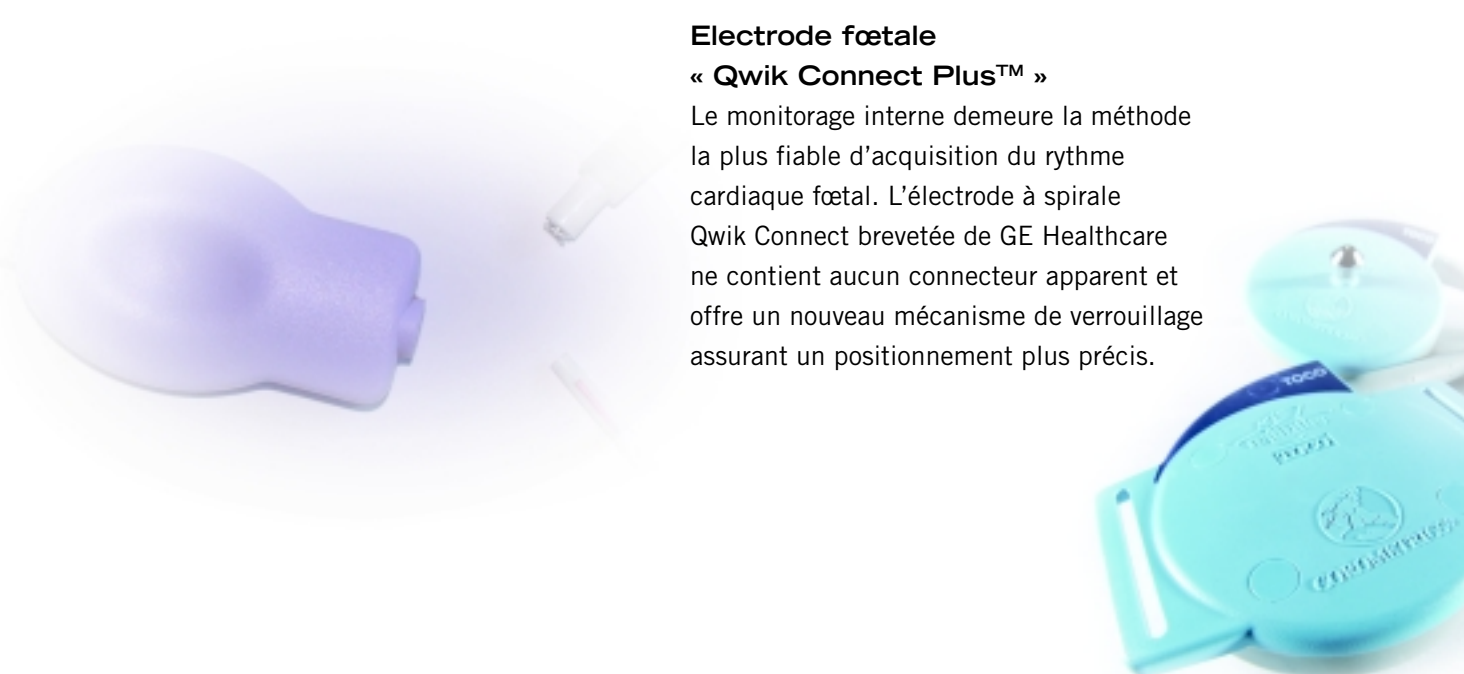 Electrode fœtale
« Qwik Connect Plus™ »
Le monitorage interne demeure la méthode
la plus fiable d’acquisition du rythme
cardiaque fœtal. L’électrode à spirale
Qwik Connect brevetée de GE Healthcare
ne contient aucun connecteur apparent et
offre un nouveau mécanisme de verrouillage
assurant un positionnement plus précis.
TOCO
COROMETRICS